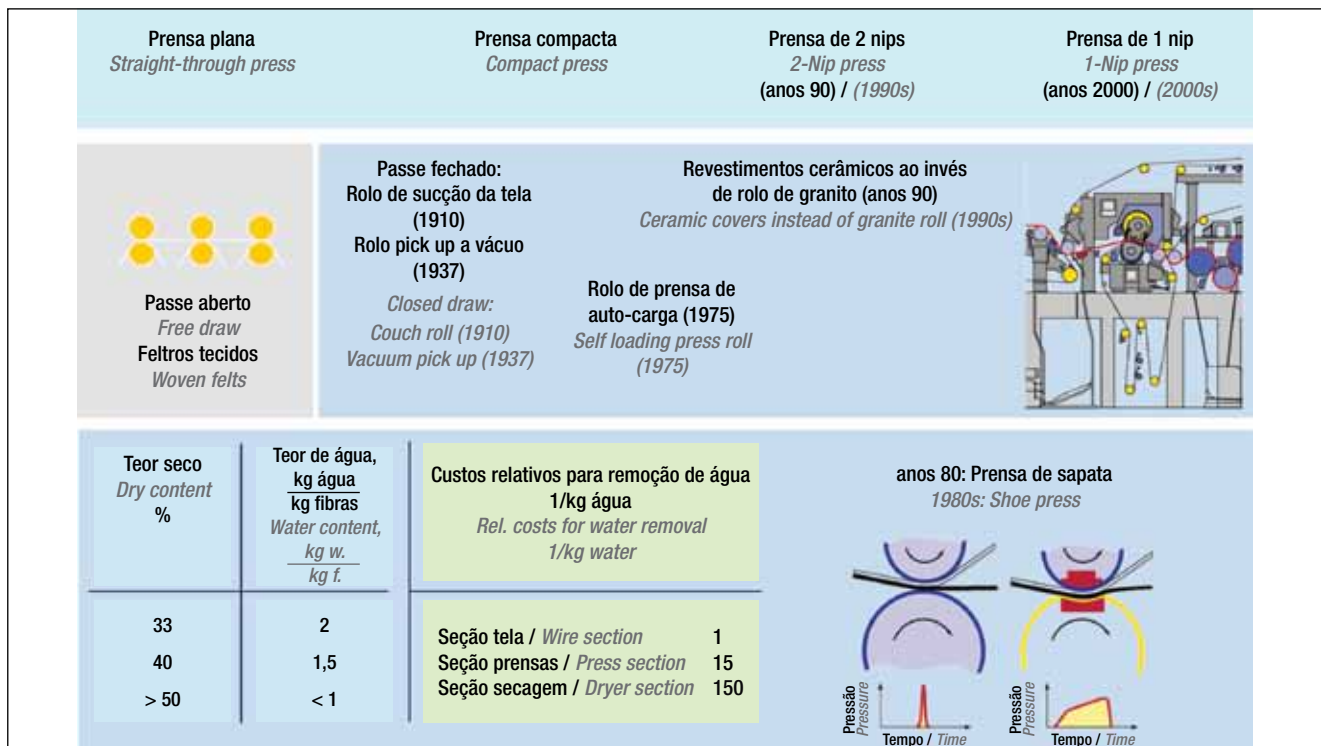 Prensa plana
Straight-through press
Prensa compacta
Compact press
Prensa de 2 nips
2-Nip press
(anos 90) / (1990s)
Prensa de 1 nip
1-Nip press
(anos 2000) / (2000s)
Passe aberto
Free draw
Feltros tecidos
Woven felts
Passe fechado:
Rolo de sucção da tela
(1910)
Rolo pick up a vácuo
(1937)
Closed draw:
Couch roll (1910)
Vacuum pick up (1937)
Revestimentos cerâmicos ao invés
de rolo de granito (anos 90)
Ceramic covers instead of granite roll (1990s)
Rolo de prensa de
auto-carga (1975)
Self loading press roll
(1975)
Teor seco
Dry content
%
Teor de água,
kg água
kg fibras
Water content,
kg w.
kg f.
Custos relativos para remoção de água
1/kg água
Rel. costs for water removal
1/kg water
33 2
40 1,5
> 50 < 1
Seção tela / Wire section 1
Seção prensas / Press section 15
Seção secagem / Dryer section 150
anos 80: Prensa de sapata
1980s: Shoe press
Pressão
Pressure
Tempo / Time
Pressão
Pressure
Tempo / Time